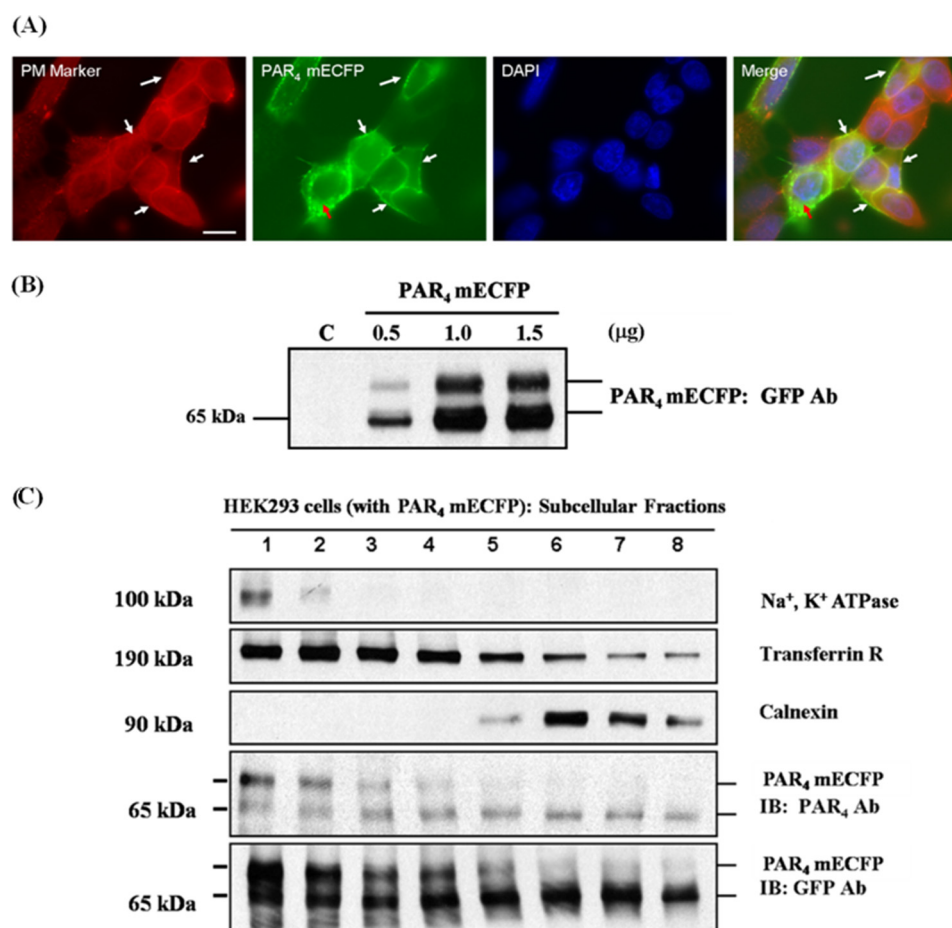 (A)
PM Marker
PAR₄ mECFP
DAPI
Merge
(B)
PAR₄ mECFP
C 0.5 1.0 1.5 (μg)
65 kDa
PAR₄ mECFP: GFP Ab
(C)
HEK293 cells (with PAR₄ mECFP): Subcellular Fractions
1 2 3 4 5 6 7 8
100 kDa Na⁺, K⁺ ATPase
190 kDa Transferrin R
90 kDa Calnexin
PAR₄ mECFP
65 kDa IB: PAR₄ Ab
PAR₄ mECFP
IB: GFP Ab
65 kDa